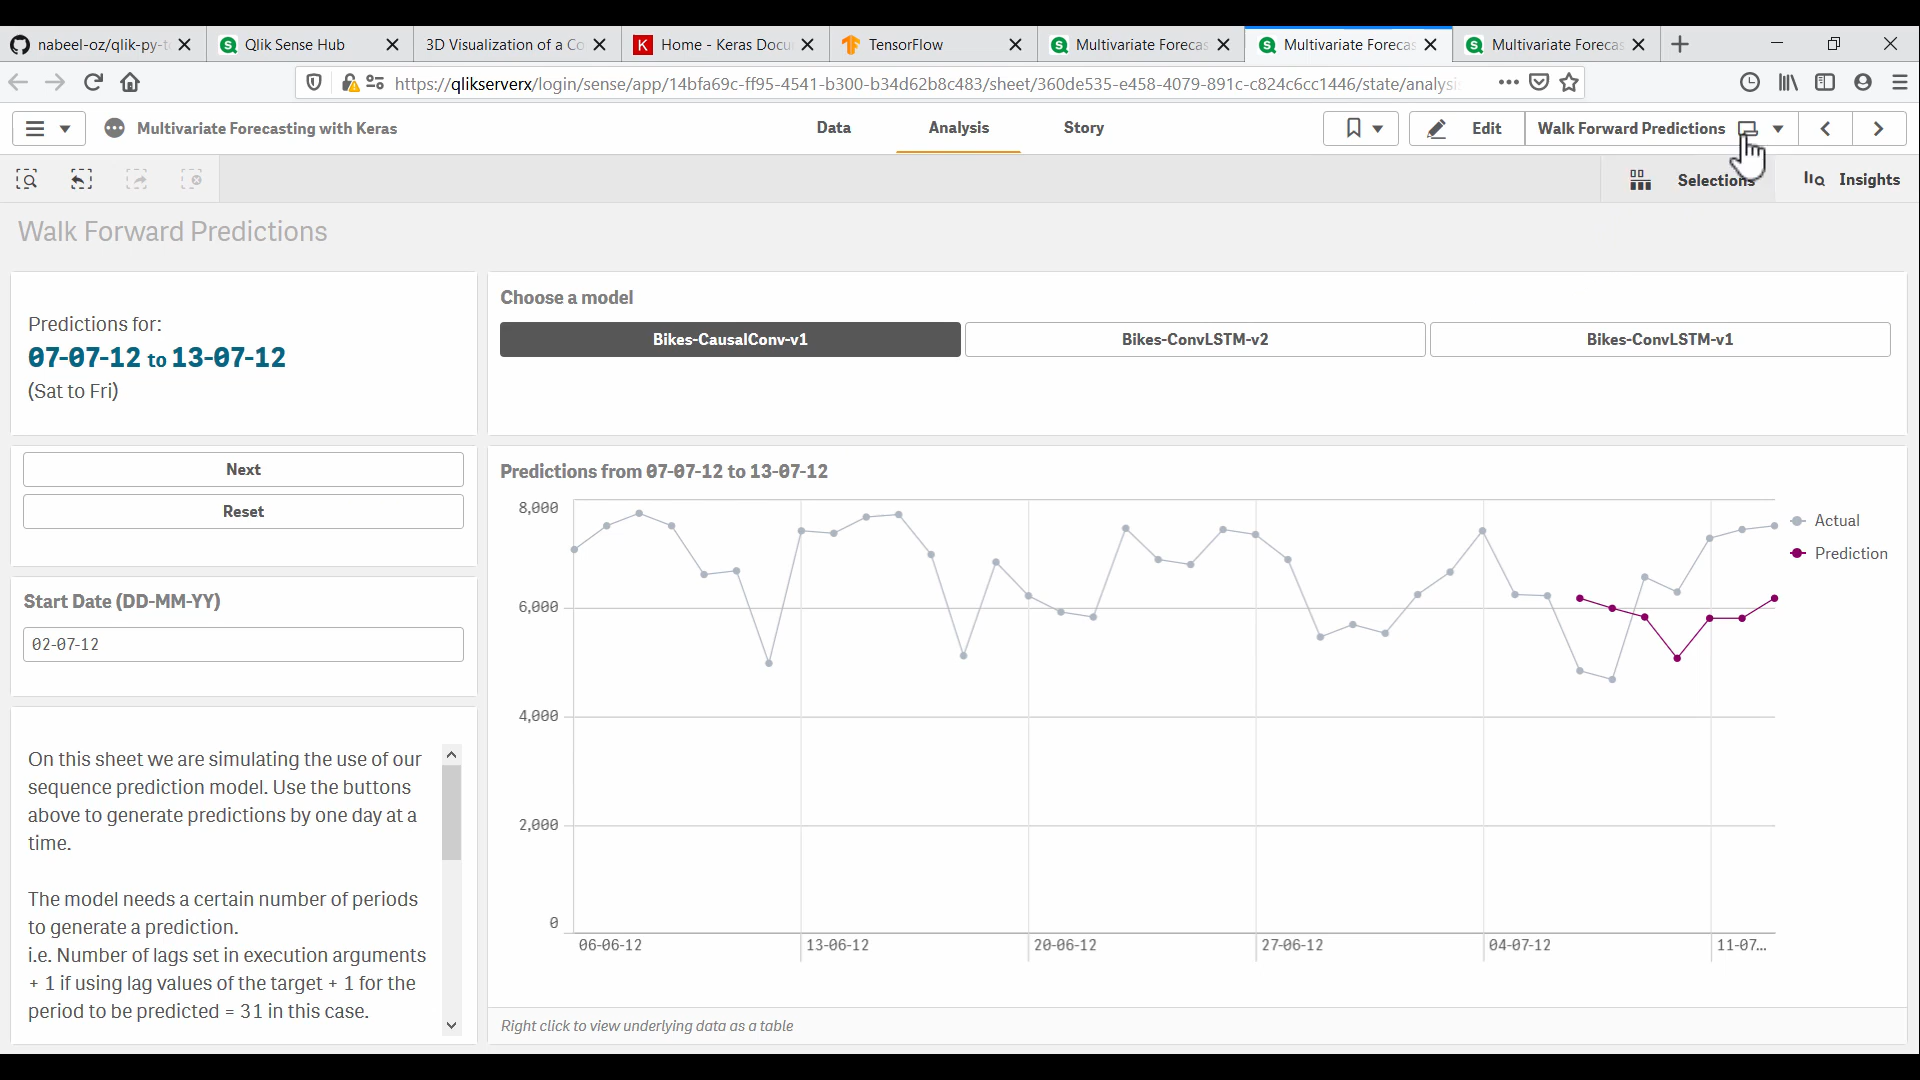 nabeel-oz/qlik-py-t
Qlik Sense Hub
3D Visualization of a Co
Home - Keras Docu
TensorFlow
Multivariate Forecas
Multivariate Forecas
Multivariate Forecas
https://qlikserverx/login/sense/app/14bfa69c-ff95-4541-b300-b34d62b8c483/sheet/360de535-e458-4079-891c-c824c6cc1446/state/analysi
Multivariate Forecasting with Keras
Data
Analysis
Story
Edit
Walk Forward Predictions
Selections
Insights
Walk Forward Predictions
Predictions for:
07-07-12 to 13-07-12
(Sat to Fri)
Choose a model
Bikes-CausalConv-v1
Bikes-ConvLSTM-v2
Bikes-ConvLSTM-v1
Next
Reset
Start Date (DD-MM-YY)
02-07-12
On this sheet we are simulating the use of our
sequence prediction model. Use the buttons
above to generate predictions by one day at a
time.
The model needs a certain number of periods
to generate a prediction.
i.e. Number of lags set in execution arguments
+ 1 if using lag values of the target + 1 for the
period to be predicted = 31 in this case.
Predictions from 07-07-12 to 13-07-12
8,000
6,000
4,000
2,000
0
06-06-12
13-06-12
20-06-12
27-06-12
04-07-12
11-07...
Actual
Prediction
Right click to view underlying data as a table